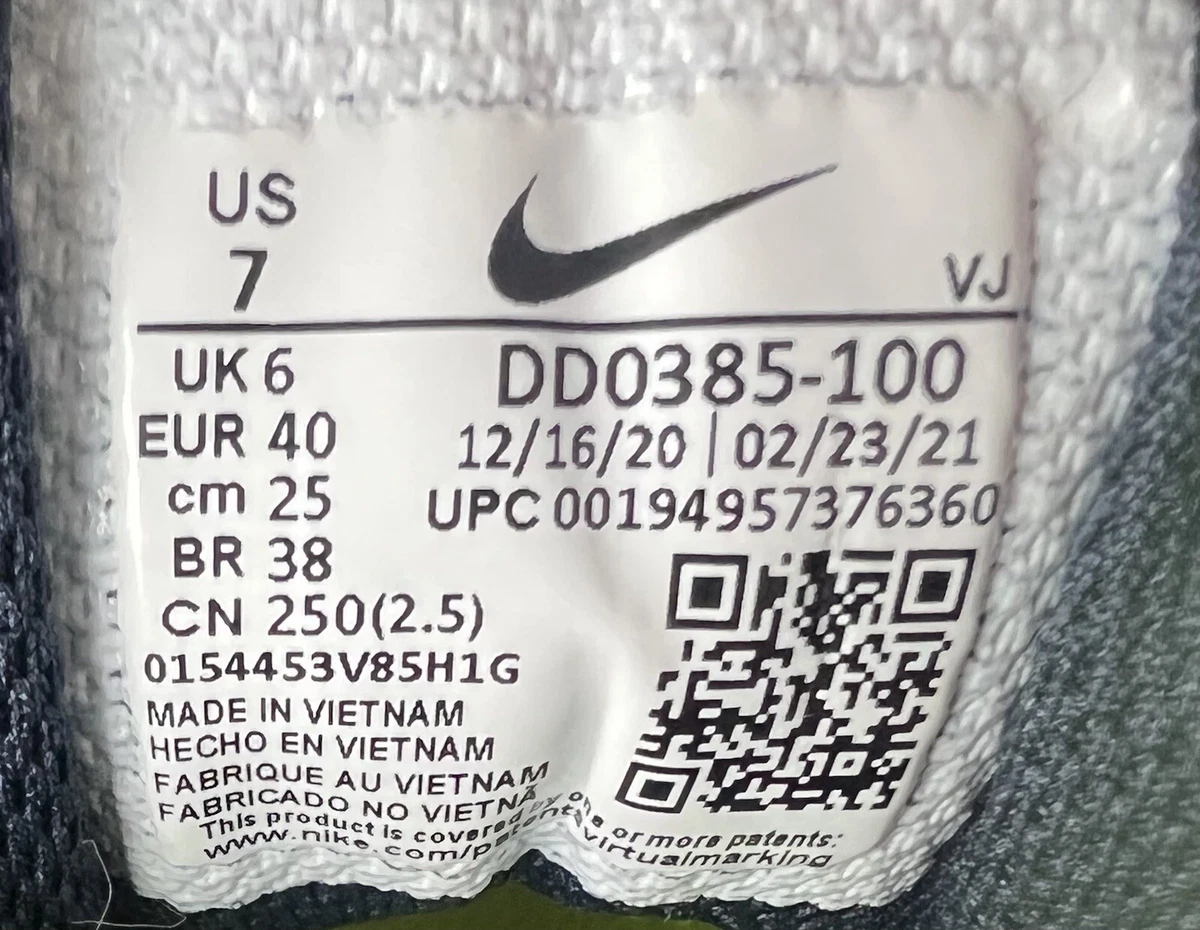 US
7
VJ
UK 6
EUR 40
cm 25
BR 38
CN 250(2.5)
DD0385-100
12/16/20 | 02/23/21
UPC 00194957376360
0154453V85H1G
MADE IN VIETNAM
HECHO EN VIETNAM
FABRIQUE AU VIETNAM
FABRICADO NO VIETNÃ
This product is covered by one or more patents:
www.nike.com/patents/virtualmarking